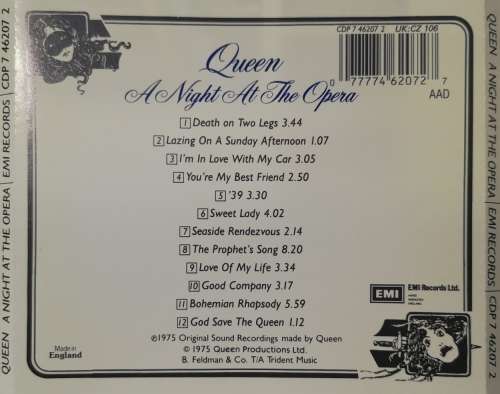 QUEEN A NIGHT AT THE OPERA | EMI RECORDS | CDP 7 46207 2
CDP 7 46207 2 UK:CZ 106
0 77774 62072 7
AAD
Queen
A Night At The Opera
1 Death on Two Legs 3.44
2 Lazing On A Sunday Afternoon 1.07
3 I'm In Love With My Car 3.05
4 You're My Best Friend 2.50
5 '39 3.30
6 Sweet Lady 4.02
7 Seaside Rendezvous 2.14
8 The Prophet's Song 8.20
9 Love Of My Life 3.34
10 Good Company 3.17
11 Bohemian Rhapsody 5.59
12 God Save The Queen 1.12
EMI
EMI Records Ltd.
Made in
England
℗1975 Original Sound Recordings made by Queen
© 1975 Queen Productions Ltd.
B. Feldman & Co. T/A Trident Music
QUEEN A NIGHT AT THE OPERA | EMI RECORDS | CDP 7 46207 2